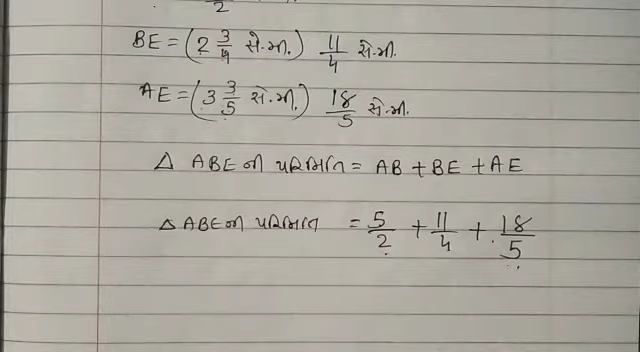 2
BE = (2 3/4 સે.મી.) 11/4 સે.મી.
AE = (3 3/5 સે.મી.) 18/5 સે.મી.
△ ABE ની પરિમિતિ = AB + BE + AE
△ ABE ની પરિમિતિ = 5/2 + 11/4 + 18/5